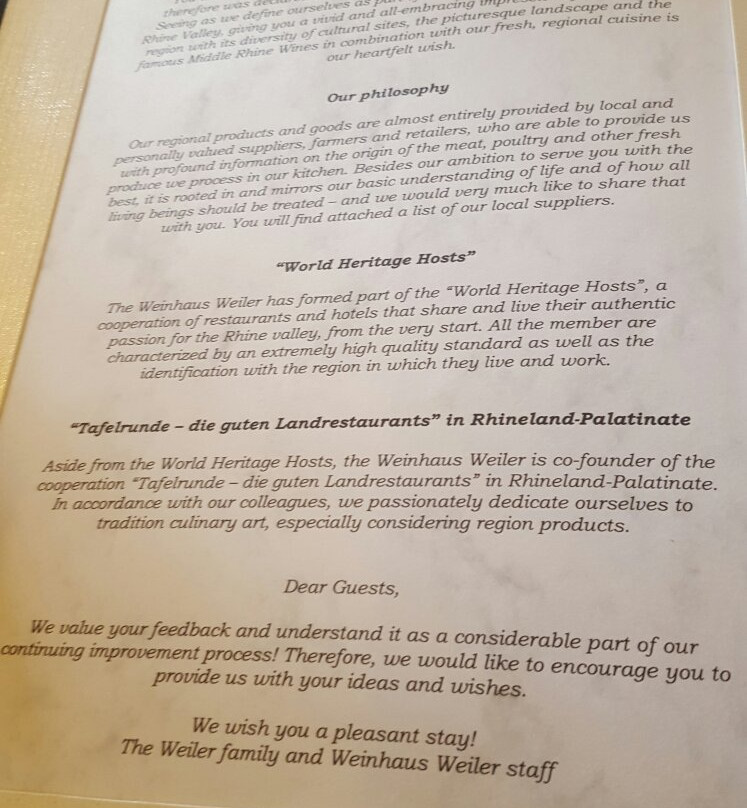 therefore was
Seeing as we define ourselves as
Rhine Valley, giving you a vivid and all-embracing
region with its diversity of cultural sites, the picturesque landscape and the
famous Middle Rhine Wines in combination with our fresh, regional cuisine is
our heartfelt wish.
Our philosophy
Our regional products and goods are almost entirely provided by local and
personally valued suppliers, farmers and retailers, who are able to provide us
with profound information on the origin of the meat, poultry and other fresh
produce we process in our kitchen. Besides our ambition to serve you with the
best, it is rooted in and mirrors our basic understanding of life and of how all
living beings should be treated – and we would very much like to share that
with you. You will find attached a list of our local suppliers.
“World Heritage Hosts”
The Weinhaus Weiler has formed part of the “World Heritage Hosts”, a
cooperation of restaurants and hotels that share and live their authentic
passion for the Rhine valley, from the very start. All the member are
characterized by an extremely high quality standard as well as the
identification with the region in which they live and work.
“Tafelrunde – die guten Landrestaurants” in Rhineland-Palatinate
Aside from the World Heritage Hosts, the Weinhaus Weiler is co-founder of the
cooperation “Tafelrunde – die guten Landrestaurants” in Rhineland-Palatinate.
In accordance with our colleagues, we passionately dedicate ourselves to
tradition culinary art, especially considering region products.
Dear Guests,
We value your feedback and understand it as a considerable part of our
continuing improvement process! Therefore, we would like to encourage you to
provide us with your ideas and wishes.
We wish you a pleasant stay!
The Weiler family and Weinhaus Weiler staff